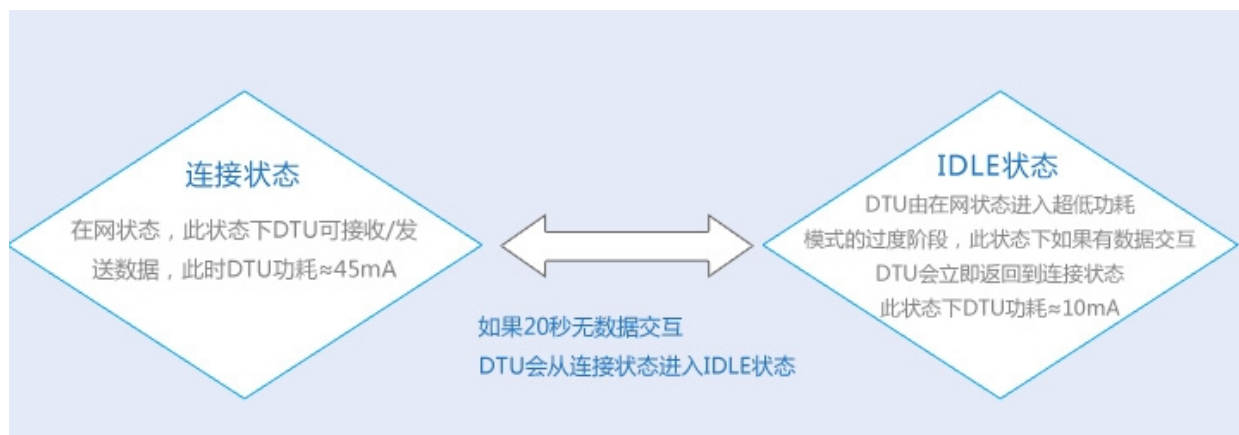 连接状态
在网状态，此状态下DTU可接收/发
送数据，此时DTU功耗≈45mA
如果20秒无数据交互
DTU会从连接状态进入IDLE状态
IDLE状态
DTU由在网状态进入超低功耗
模式的过度阶段，此状态下如果有数据交互
DTU会立即返回到连接状态
此状态下DTU功耗≈10mA